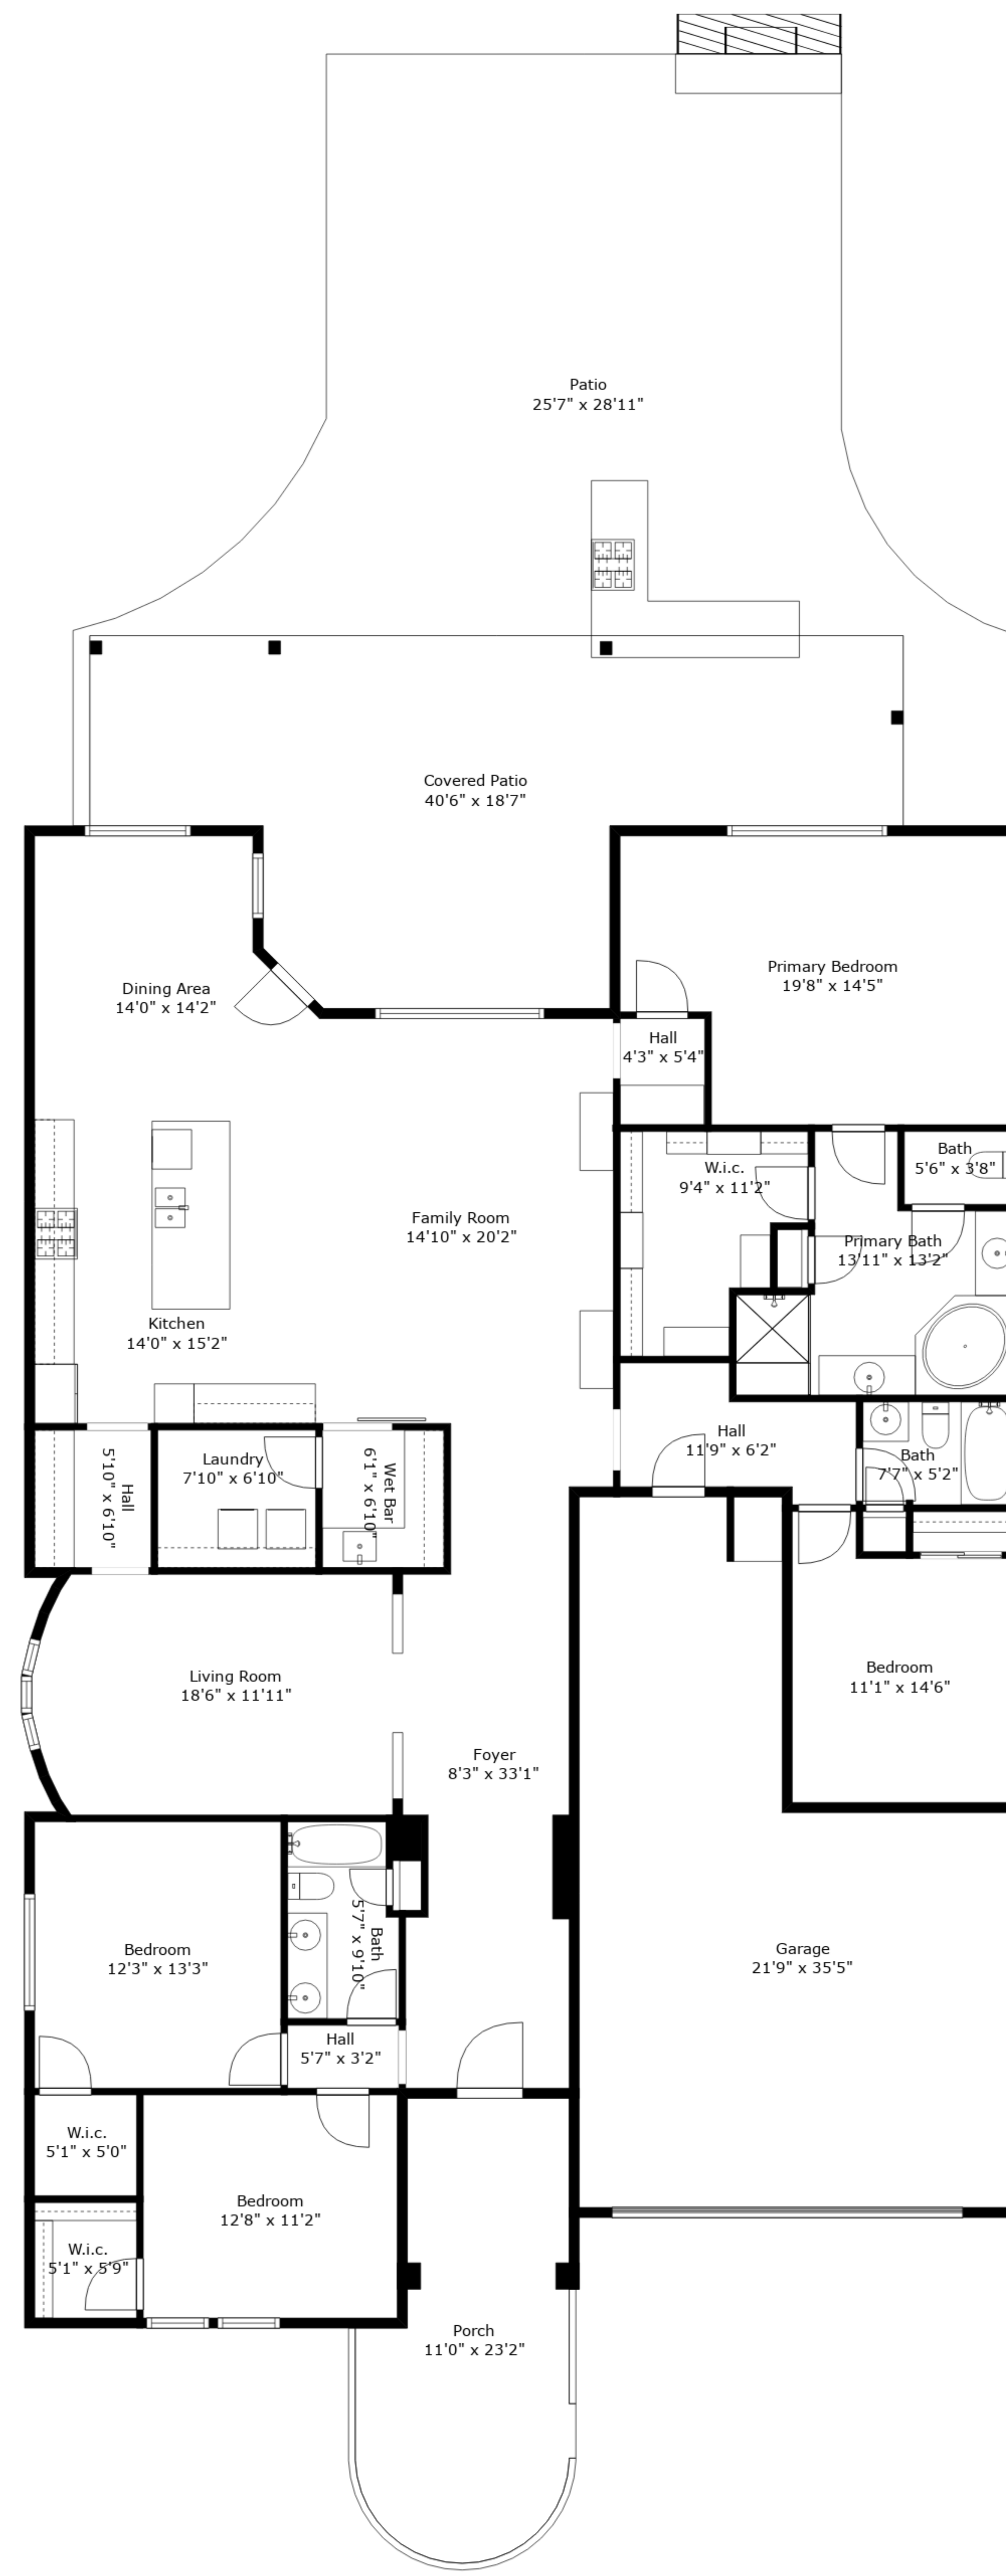 Patio
25'7" x 28'11"
Covered Patio
40'6" x 18'7"
Primary Bedroom
19'8" x 14'5"
Dining Area
14'0" x 14'2"
Hall
4'3" x 5'4"
Bath
5'6" x 3'8"
W.i.c.
9'4" x 11'2"
Family Room
14'10" x 20'2"
Primary Bath
13'11" x 13'2"
Kitchen
14'0" x 15'2"
Hall
11'9" x 6'2"
Bath
7'7" x 5'2"
Hall
5'10" x 6'10"
Laundry
7'10" x 6'10"
Wet Bar
6'1" x 6'10"
Living Room
18'6" x 11'11"
Bedroom
11'1" x 14'6"
Foyer
8'3" x 33'1"
Bedroom
12'3" x 13'3"
Bath
5'7" x 9'10"
Garage
21'9" x 35'5"
Hall
5'7" x 3'2"
W.i.c.
5'1" x 5'0"
Bedroom
12'8" x 11'2"
W.i.c.
5'1" x 5'9"
Porch
11'0" x 23'2"